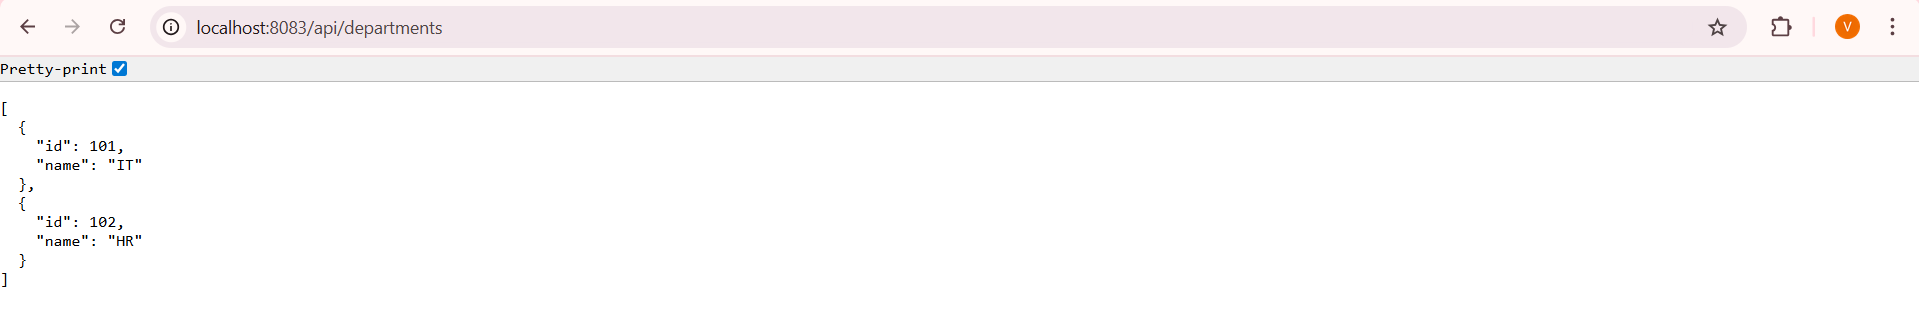 localhost:8083/api/departments
V
Pretty-print
[
  {
    "id": 101,
    "name": "IT"
  },
  {
    "id": 102,
    "name": "HR"
  }
]